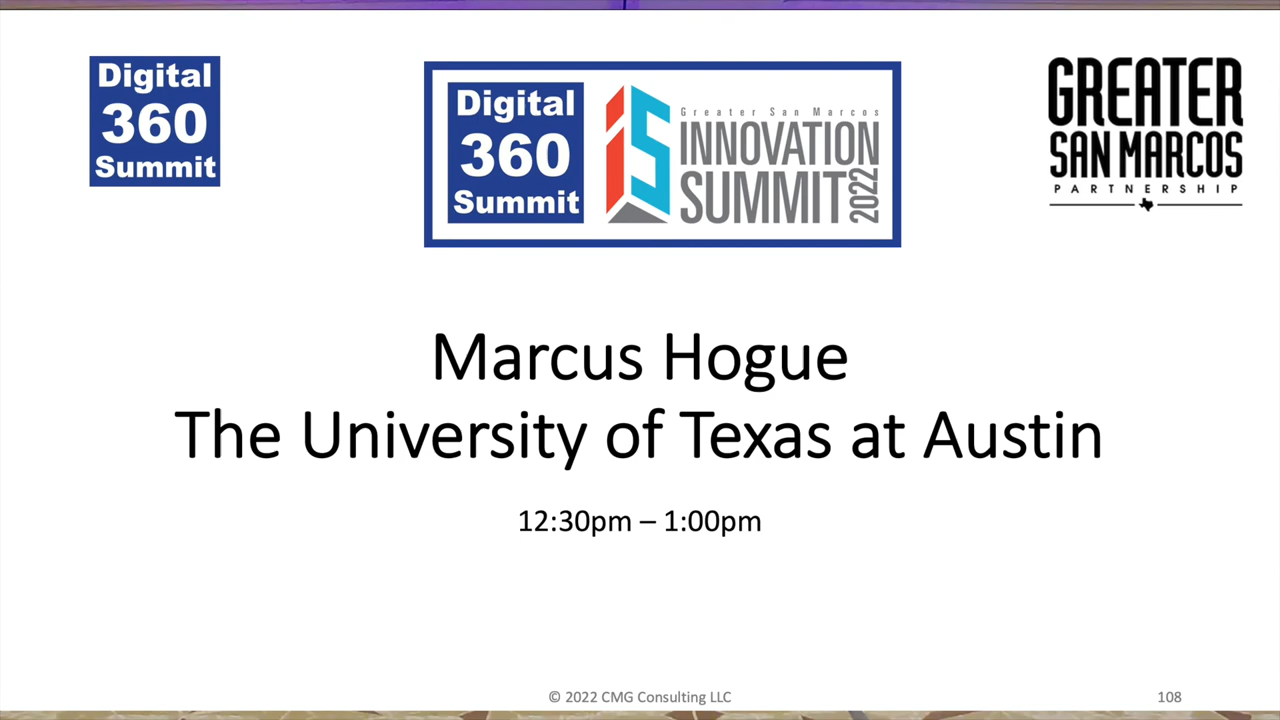 Digital
360
Summit
Digital
360
Summit
iS
Greater San Marcos
INNOVATION
SUMMIT
2022
GREATER
SAN MARCOS
PARTNERSHIP
Marcus Hogue
The University of Texas at Austin
12:30pm – 1:00pm
© 2022 CMG Consulting LLC
108